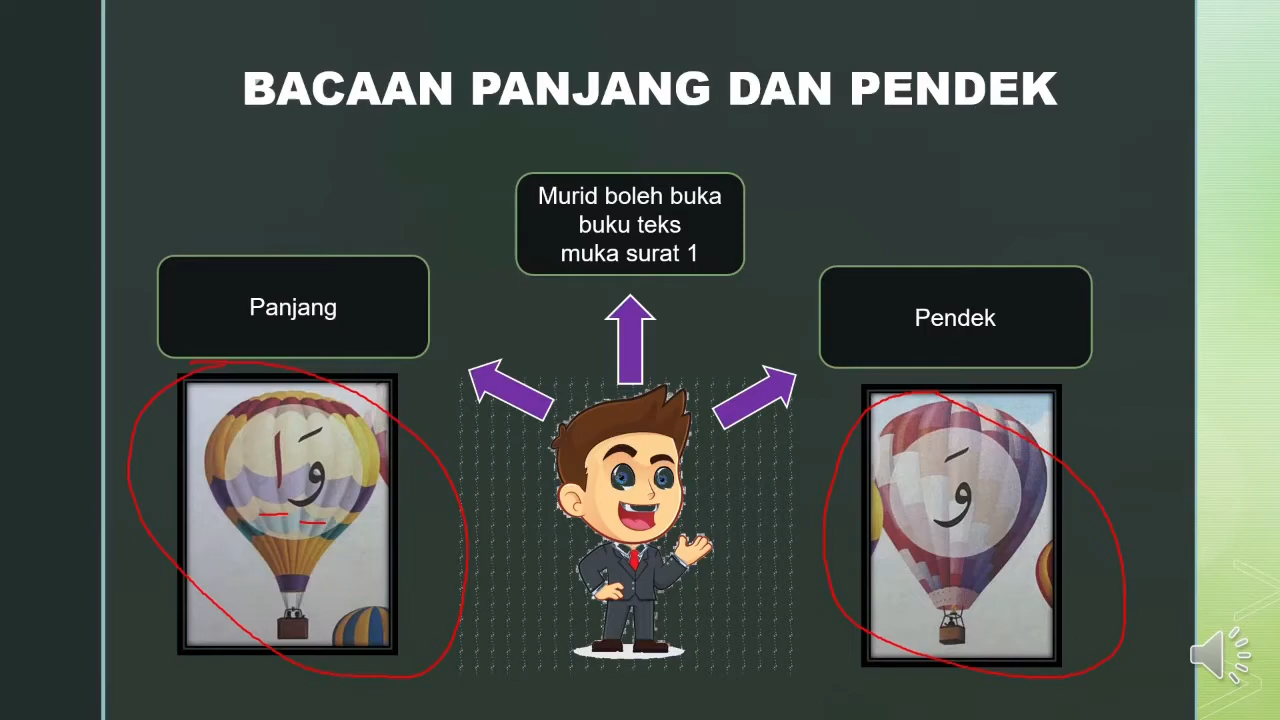 BACAAN PANJANG DAN PENDEK
Murid boleh buka
buku teks
muka surat 1
Panjang
Pendek
وَا
وَ